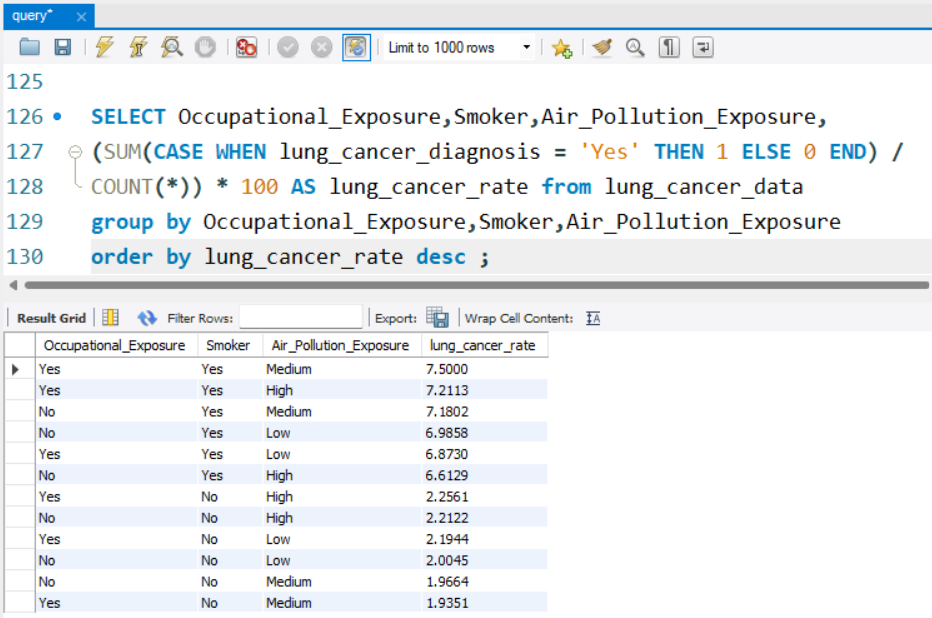 query*
Limit to 1000 rows
125
126 SELECT Occupational_Exposure,Smoker,Air_Pollution_Exposure,
127 (SUM(CASE WHEN lung_cancer_diagnosis = 'Yes' THEN 1 ELSE 0 END) /
128 COUNT(*)) * 100 AS lung_cancer_rate from lung_cancer_data
129 group by Occupational_Exposure,Smoker,Air_Pollution_Exposure
130 order by lung_cancer_rate desc ;
Result Grid Filter Rows: Export: Wrap Cell Content:
Occupational_Exposure Smoker Air_Pollution_Exposure lung_cancer_rate
Yes Yes Medium 7.5000
Yes Yes High 7.2113
No Yes Medium 7.1802
No Yes Low 6.9858
Yes Yes Low 6.8730
No Yes High 6.6129
Yes No High 2.2561
No No High 2.2122
Yes No Low 2.1944
No No Low 2.0045
No No Medium 1.9664
Yes No Medium 1.9351